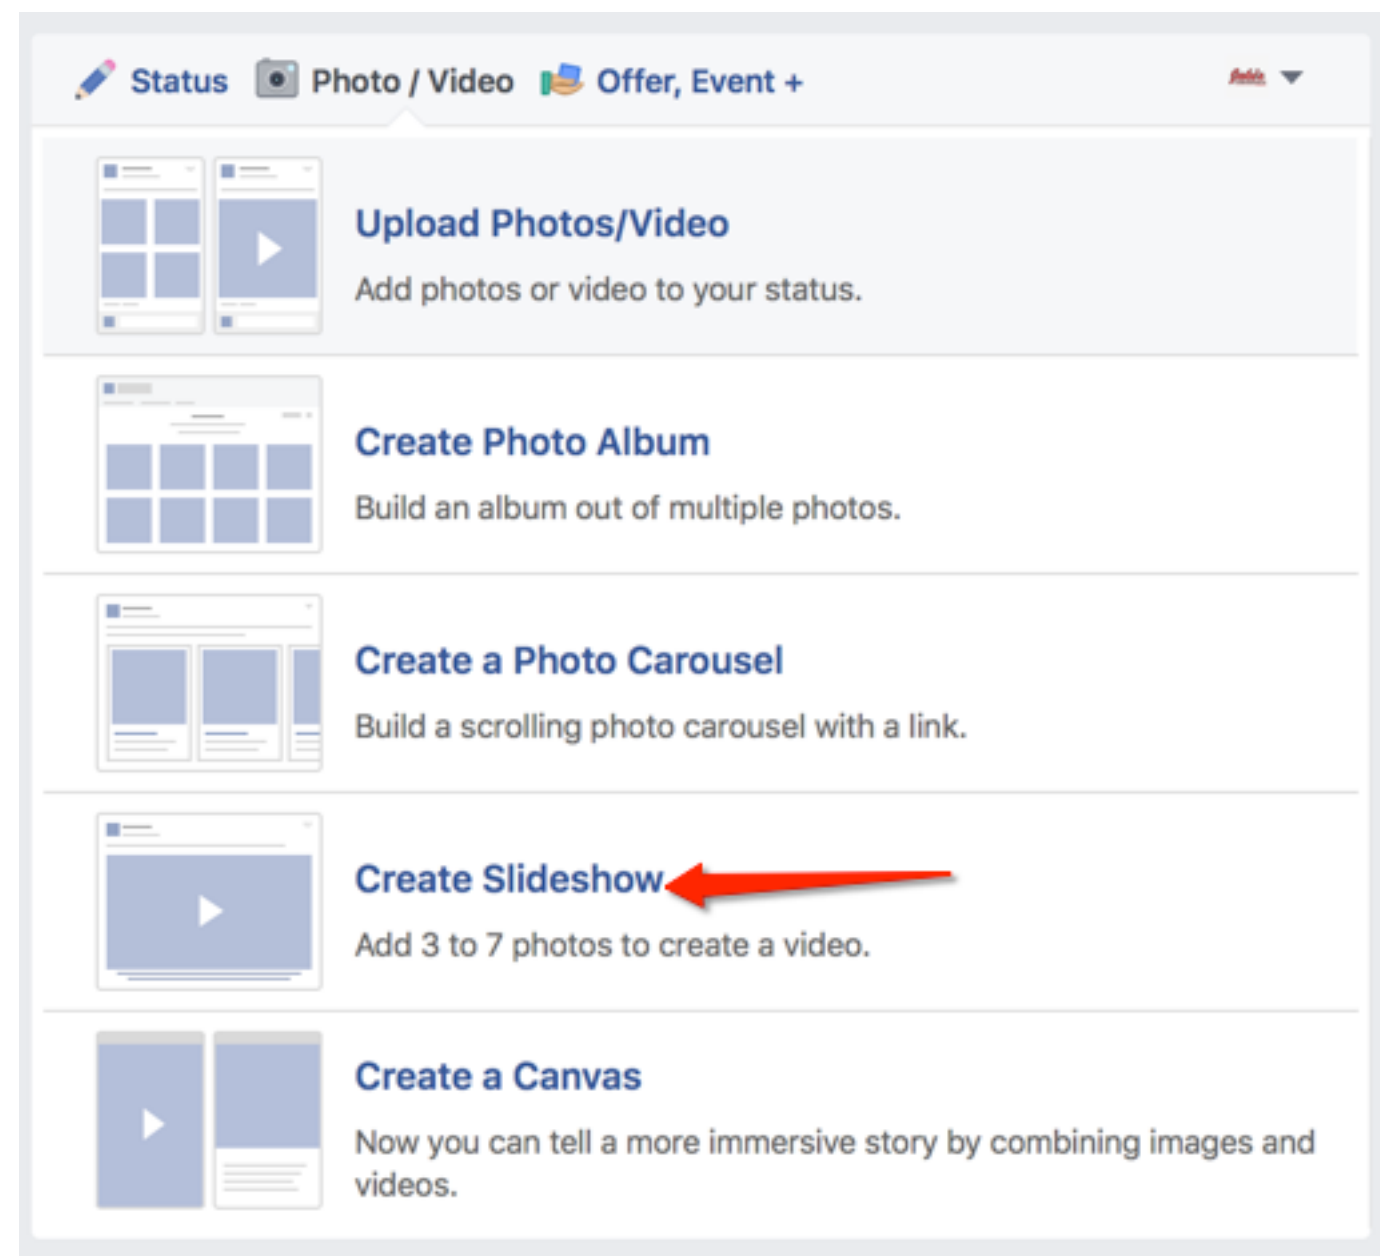 Status Photo / Video Offer, Event +
Upload Photos/Video
Add photos or video to your status.
Create Photo Album
Build an album out of multiple photos.
Create a Photo Carousel
Build a scrolling photo carousel with a link.
Create Slideshow
Add 3 to 7 photos to create a video.
Create a Canvas
Now you can tell a more immersive story by combining images and
videos.